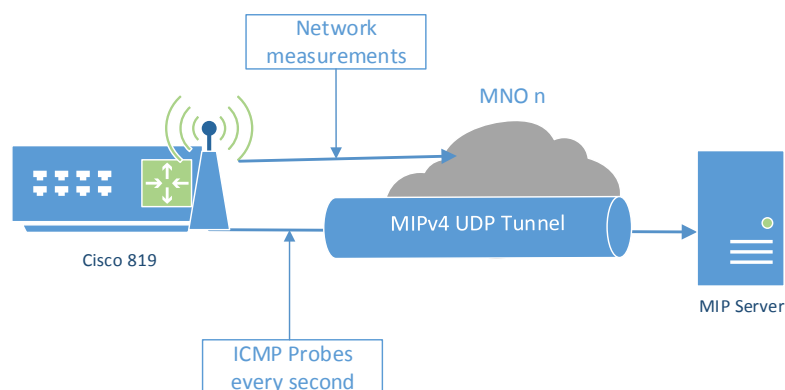 Network
measurements
MNO n
MIPv4 UDP Tunnel
Cisco 819
MIP Server
ICMP Probes
every second